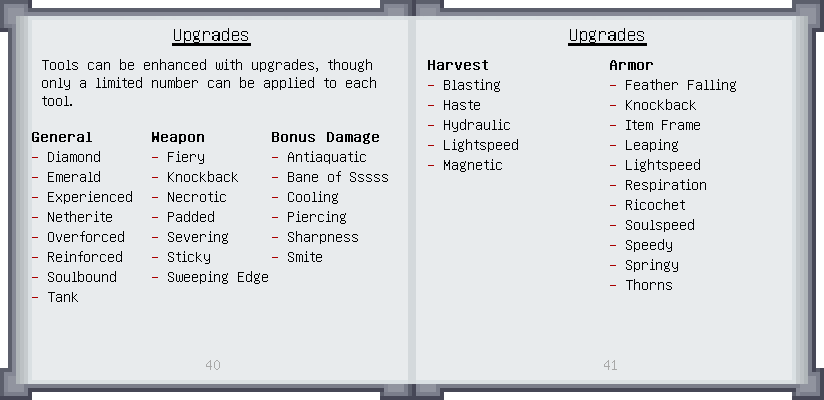 Upgrades
Tools can be enhanced with upgrades, though
only a limited number can be applied to each
tool.
General
- Diamond
- Emerald
- Experienced
- Netherite
- Overforced
- Reinforced
- Soulbound
- Tank
Weapon
- Fiery
- Knockback
- Necrotic
- Padded
- Severing
- Sticky
- Sweeping Edge
Bonus Damage
- Antiaquatic
- Bane of Sssss
- Cooling
- Piercing
- Sharpness
- Smite
40
Upgrades
Harvest
- Blasting
- Haste
- Hydraulic
- Lightspeed
- Magnetic
Armor
- Feather Falling
- Knockback
- Item Frame
- Leaping
- Lightspeed
- Respiration
- Ricochet
- Soulspeed
- Speedy
- Springy
- Thorns
41